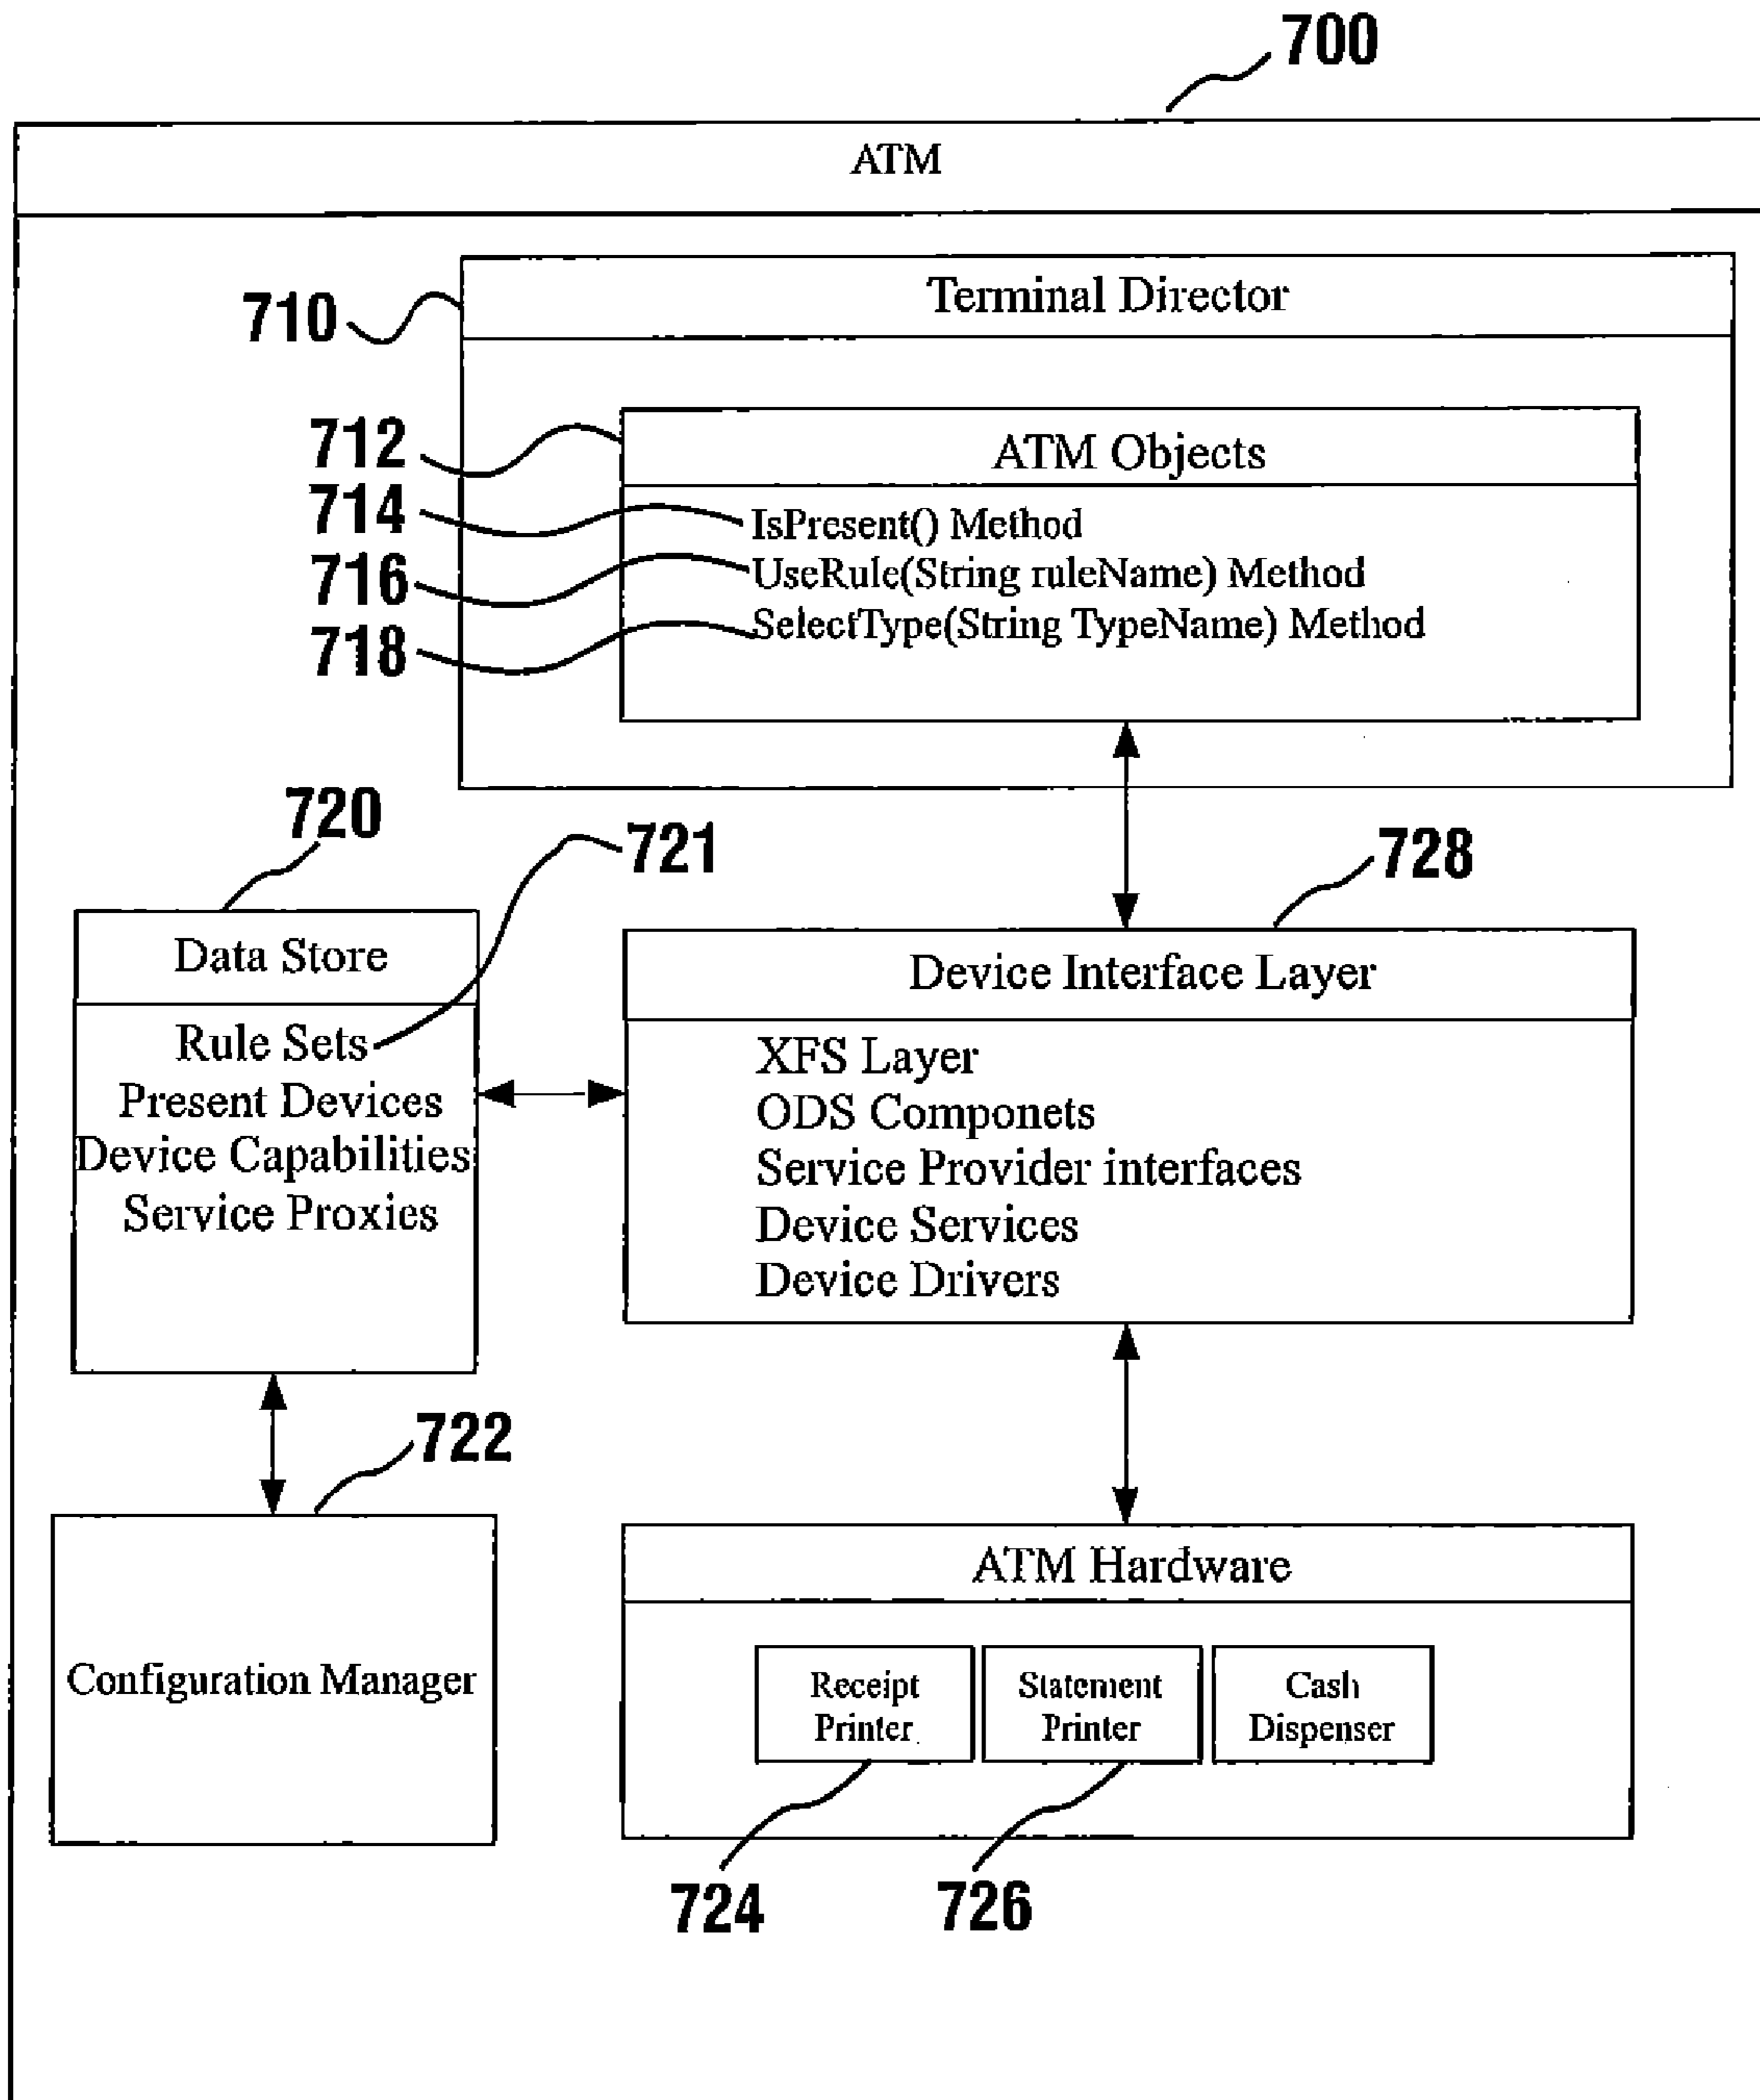 700
ATM
Terminal Director
710
712
ATM Objects
714
IsPresent() Method
716
UseRule(String ruleName) Method
718
SelectType(String TypeName) Method
720
721
728
Data Store
Rule Sets
Present Devices
Device Capabilities
Service Proxies
Device Interface Layer
XFS Layer
ODS Componets
Service Provider interfaces
Device Services
Device Drivers
722
Configuration Manager
ATM Hardware
Receipt
Printer
Statement
Printer
Cash
Dispenser
724
726